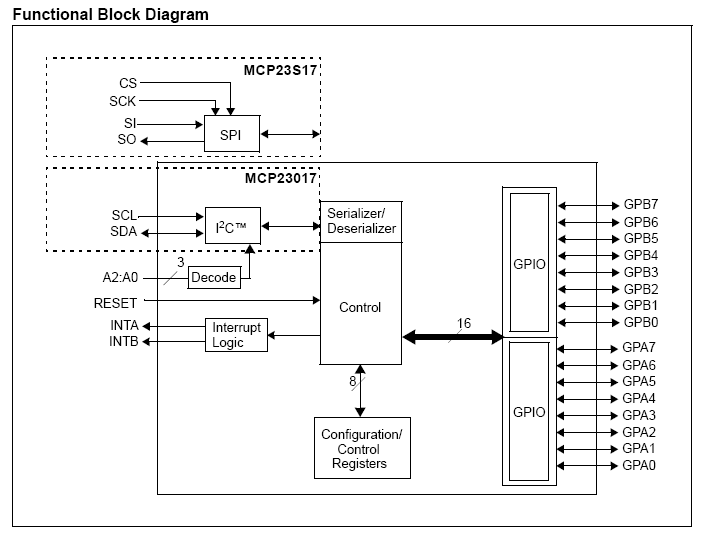 Functional Block Diagram
MCP23S17
CS
SCK
SI
SO
SPI
MCP23017
SCL
SDA
I²C™
Serializer/
Deserializer
A2:A0
3
Decode
RESET
Control
INTA
INTB
Interrupt
Logic
16
8
Configuration/
Control
Registers
GPIO
GPB7
GPB6
GPB5
GPB4
GPB3
GPB2
GPB1
GPB0
GPIO
GPA7
GPA6
GPA5
GPA4
GPA3
GPA2
GPA1
GPA0